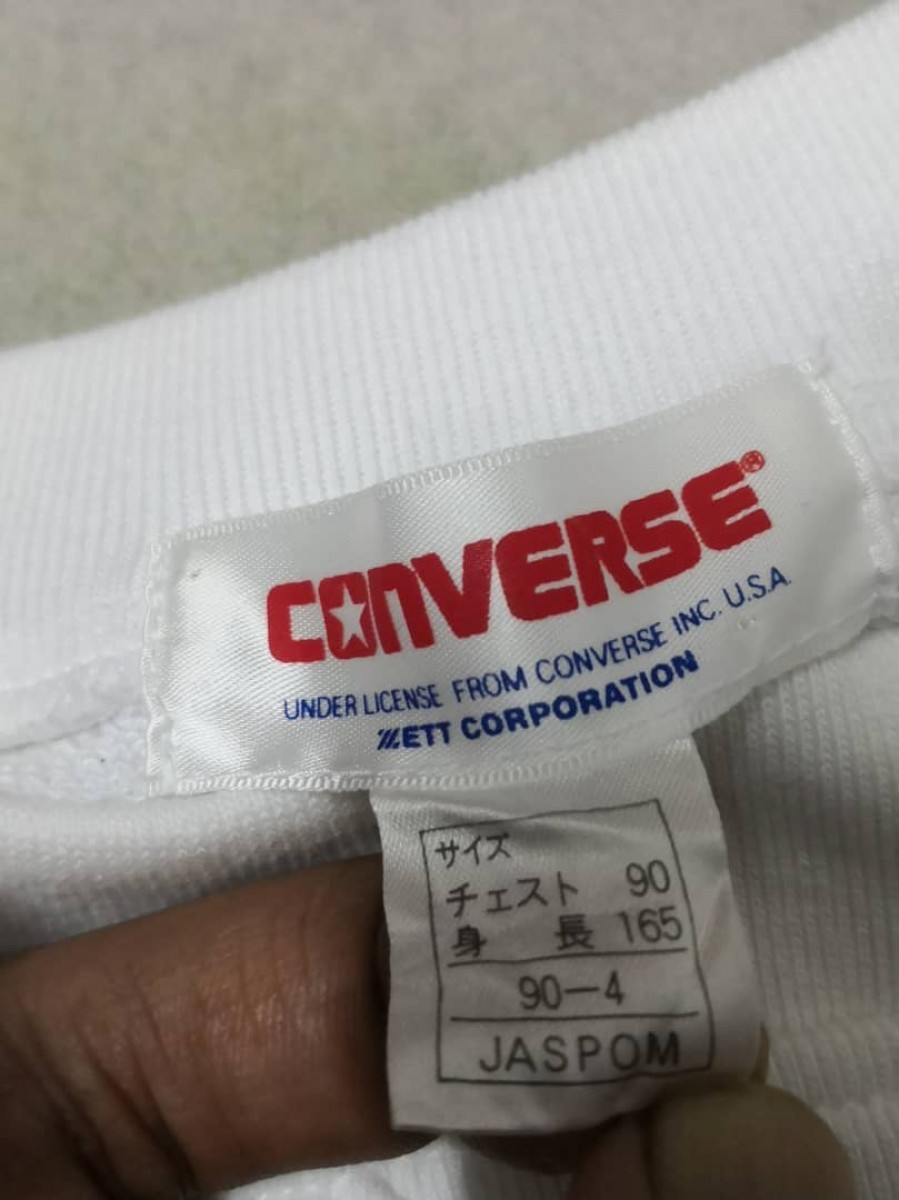 CONVERSE®
UNDER LICENSE FROM CONVERSE INC. U.S.A.
ZETT CORPORATION
サイズ
チェスト 90
身 長 165
90-4
JASPOM